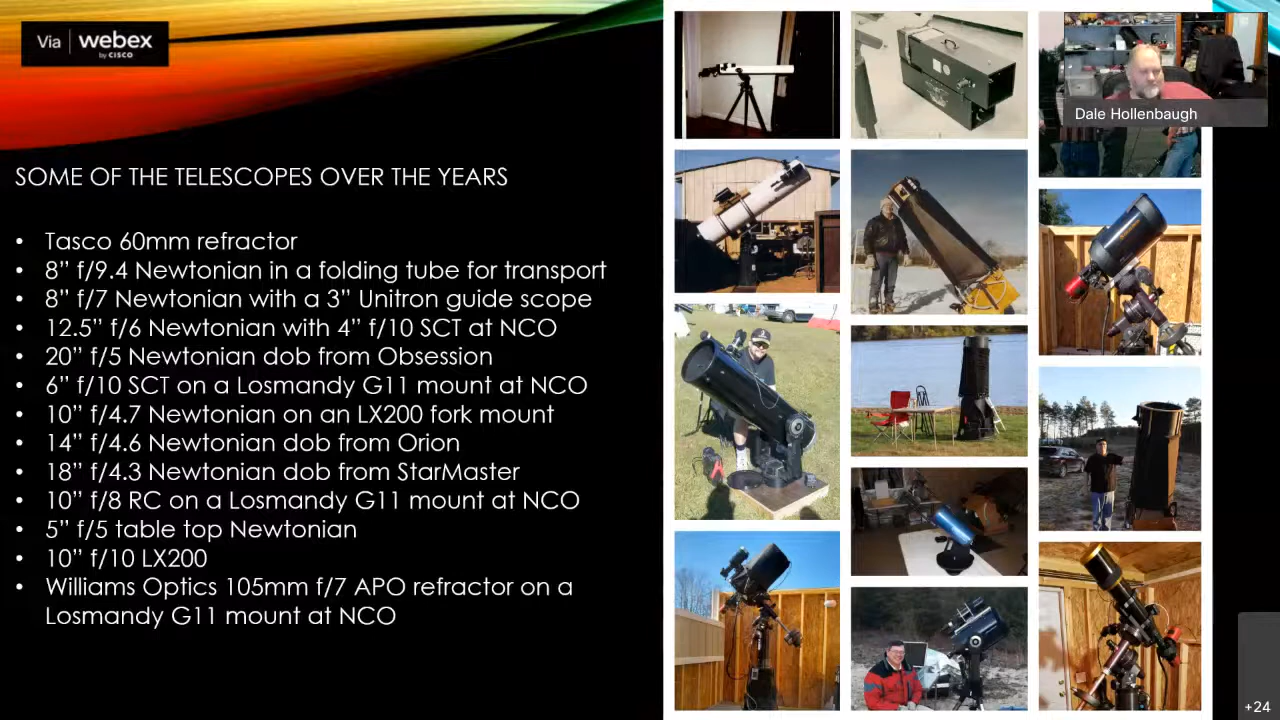 Via webex
by CISCO
Dale Hollenbaugh
SOME OF THE TELESCOPES OVER THE YEARS
• Tasco 60mm refractor
• 8” f/9.4 Newtonian in a folding tube for transport
• 8” f/7 Newtonian with a 3” Unitron guide scope
• 12.5” f/6 Newtonian with 4” f/10 SCT at NCO
• 20” f/5 Newtonian dob from Obsession
• 6” f/10 SCT on a Losmandy G11 mount at NCO
• 10” f/4.7 Newtonian on an LX200 fork mount
• 14” f/4.6 Newtonian dob from Orion
• 18” f/4.3 Newtonian dob from StarMaster
• 10” f/8 RC on a Losmandy G11 mount at NCO
• 5” f/5 table top Newtonian
• 10” f/10 LX200
• Williams Optics 105mm f/7 APO refractor on a
Losmandy G11 mount at NCO
+24